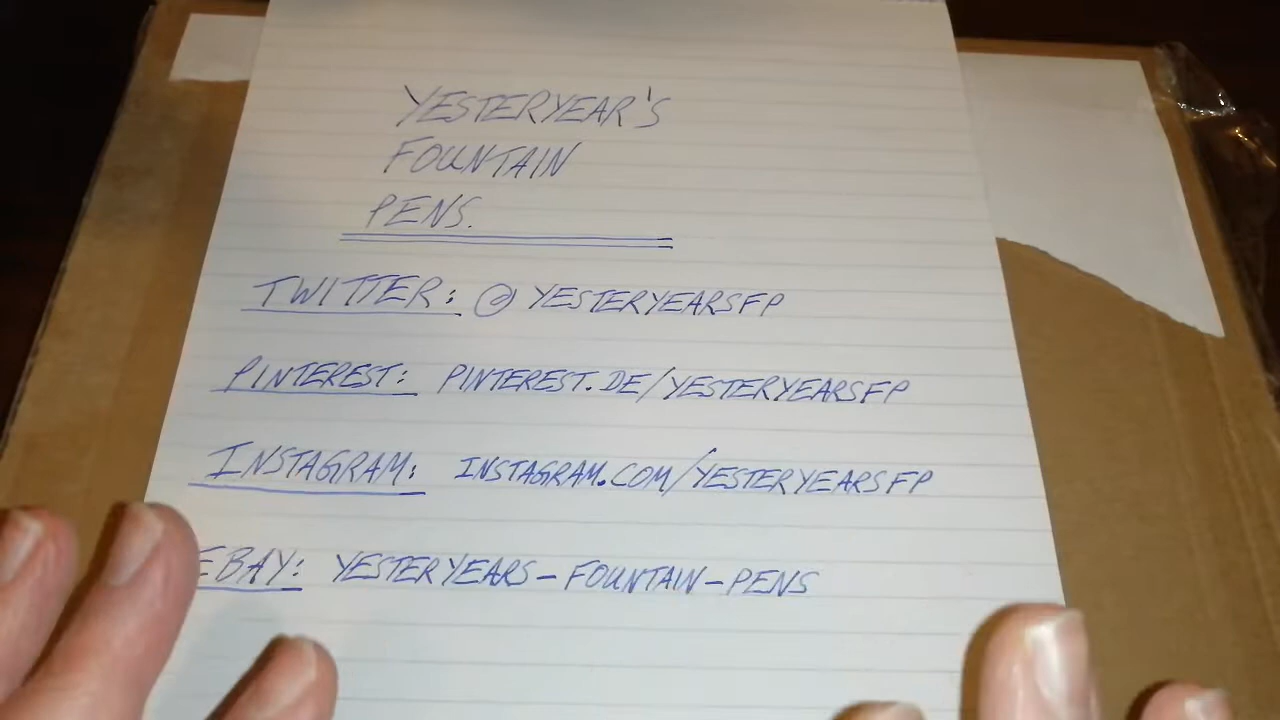 YESTERYEAR'S
FOUNTAIN
PENS.
TWITTER: @YESTERYEARSFP
PINTEREST: PINTEREST.DE/YESTERYEARSFP
INSTAGRAM: INSTAGRAM.COM/YESTERYEARSFP
EBAY: YESTERYEARS-FOUNTAIN-PENS